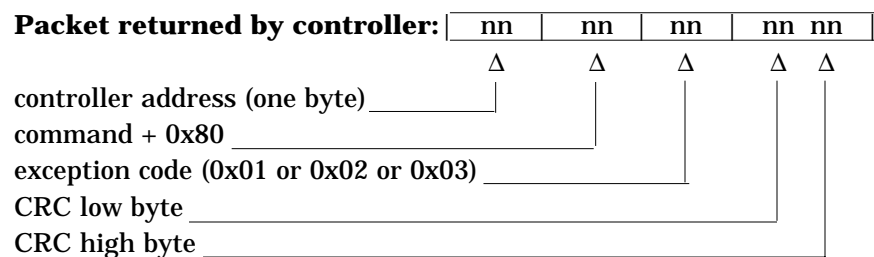 Packet returned by controller: nn nn nn nn nn
Δ Δ Δ Δ Δ
controller address (one byte)
command + 0x80
exception code (0x01 or 0x02 or 0x03)
CRC low byte
CRC high byte